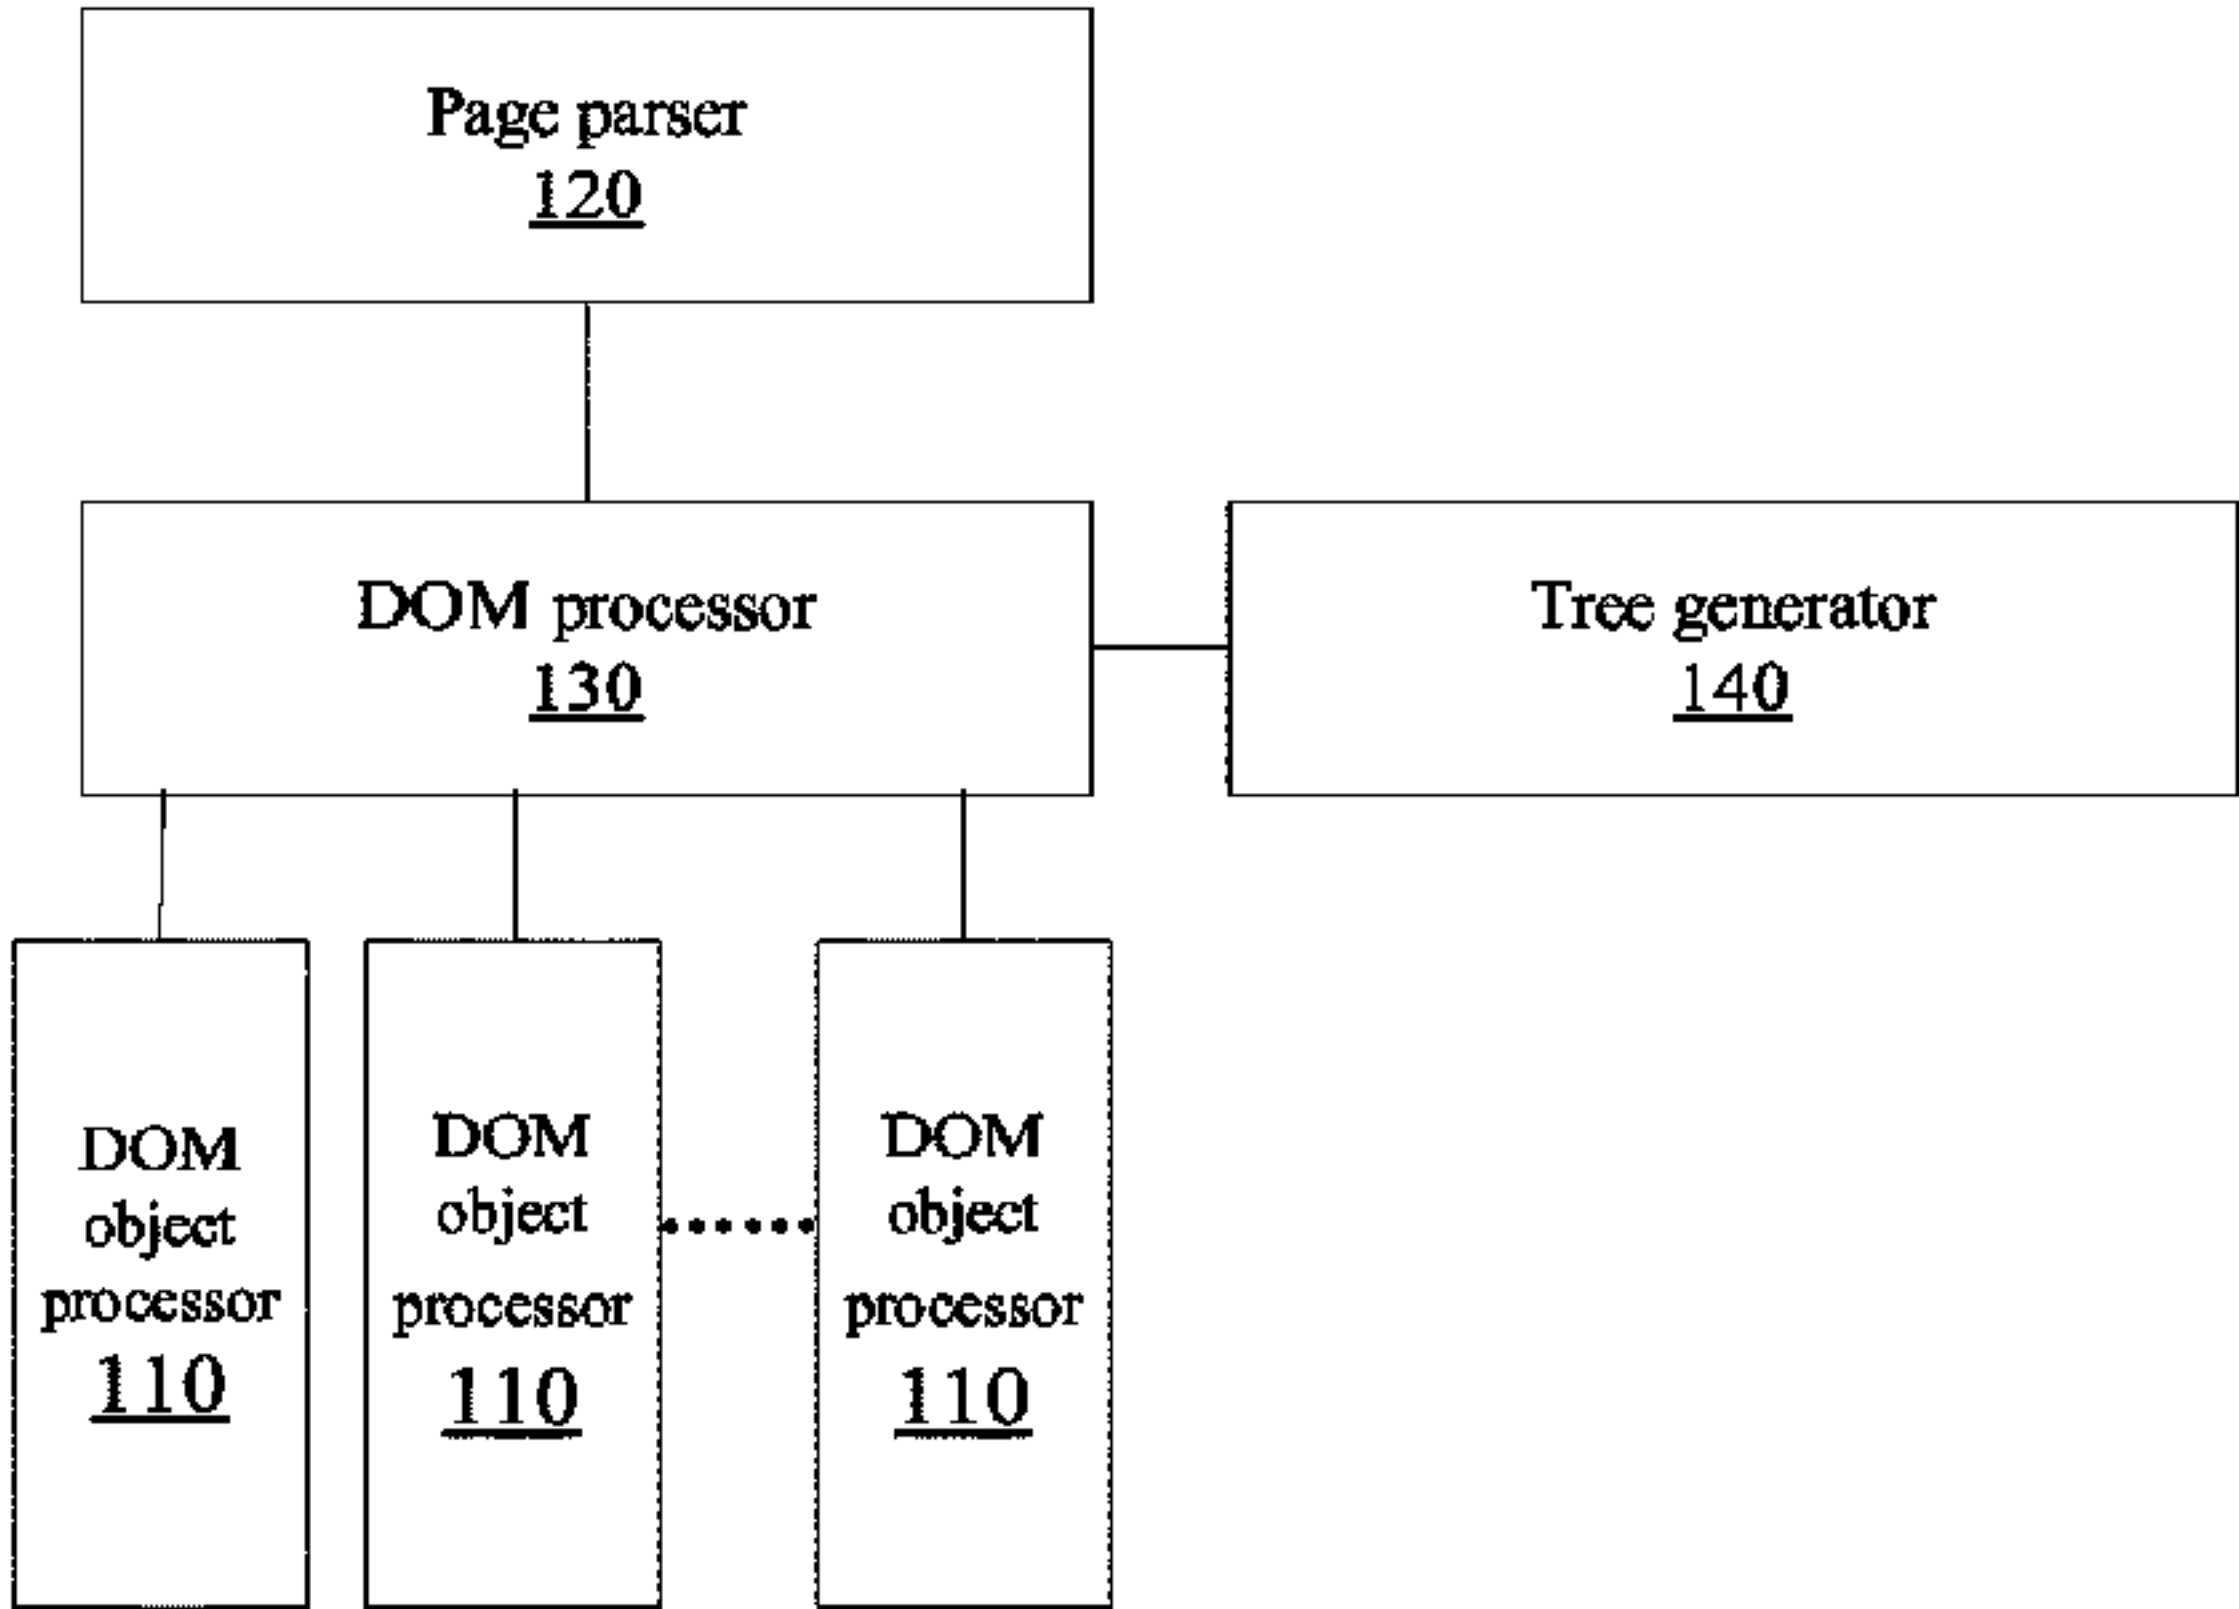 Page parser
120
DOM processor
130
Tree generator
140
DOM
object
processor
110
DOM
object
processor
110
DOM
object
processor
110